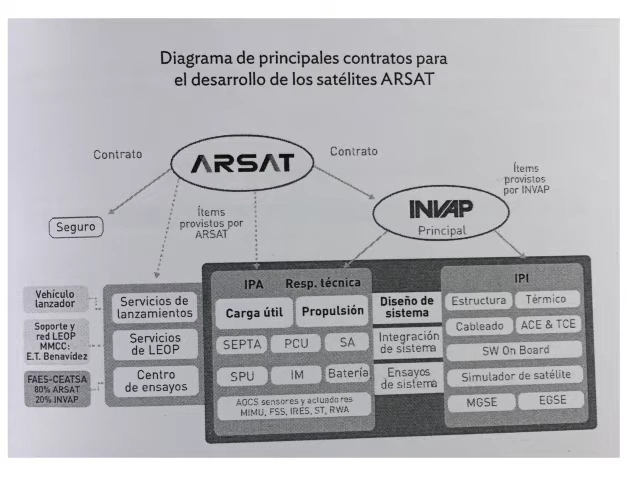 Diagrama de principales contratos para
el desarrollo de los satélites ARSAT
Contrato
ARSAT
Contrato
Ítems
provistos
por INVAP
Ítems
provistos por
ARSAT
Seguro
INVAP
Principal
IPA
Resp. técnica
IPI
Vehículo
lanzador
Servicios de
lanzamientos
Carga útil
Propulsión
Diseño de
sistema
Estructura
Térmico
Soporte y
red LEOP
MMCC:
E.T. Benavídez
Servicios
de LEOP
SEPTA
PCU
SA
Integración
de sistema
Cableado
ACE & TCE
SW On Board
FAES-CEATSA
80% ARSAT
20% INVAP
Centro
de ensayos
SPU
IM
Batería
Ensayos
de sistema
Simulador de satélite
AOCS sensores y actuadores
MIMU, FSS, IRES, ST, RWA
MGSE
EGSE